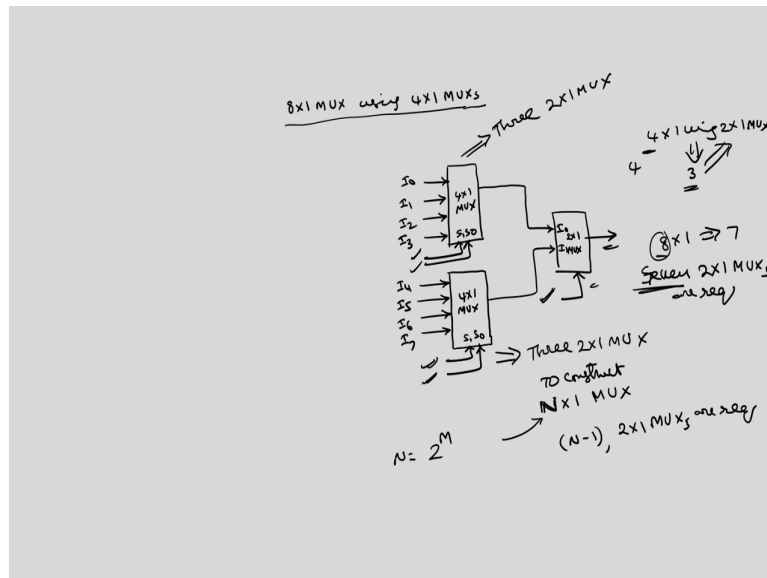 8x1 MUX using 4x1 MUXs
Three 2x1 MUX
4x1 using 2x1 MUX
4
3
I0
I1
I2
I3
4x1
MUX
S1 S0
I0
2x1
I1 MUX
8x1 ⇒ 7
Seven 2x1 MUXs
are req
I4
I5
I6
I7
4x1
MUX
S1 S0
Three 2x1 MUX
TO construct
N x 1 MUX
(N-1), 2x1 MUXs are req
N = 2^M